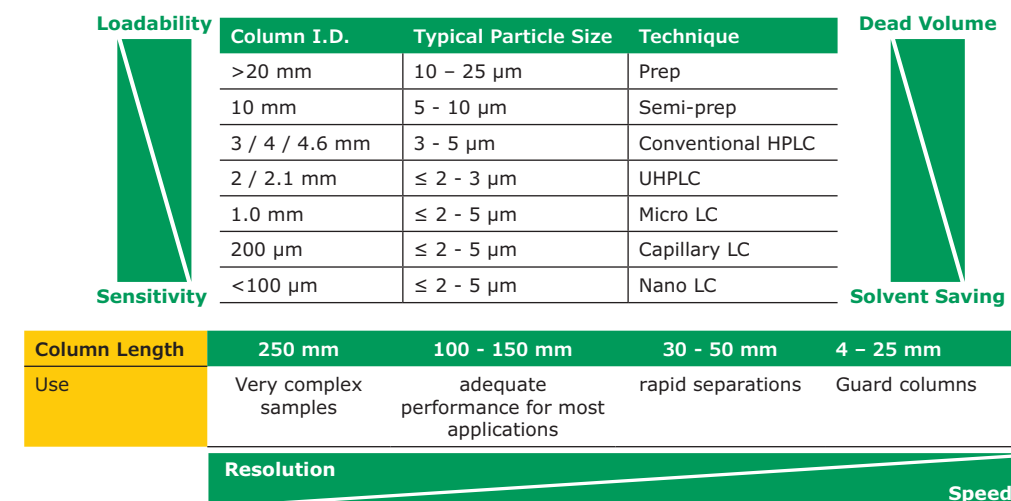 Loadability
Dead Volume
Column I.D. Typical Particle Size Technique
>20 mm 10 – 25 µm Prep
10 mm 5 - 10 µm Semi-prep
3 / 4 / 4.6 mm 3 - 5 µm Conventional HPLC
2 / 2.1 mm ≤ 2 - 3 µm UHPLC
1.0 mm ≤ 2 - 5 µm Micro LC
200 µm ≤ 2 - 5 µm Capillary LC
<100 µm ≤ 2 - 5 µm Nano LC
Sensitivity
Solvent Saving
Column Length 250 mm 100 - 150 mm 30 - 50 mm 4 – 25 mm
Use Very complex adequate rapid separations Guard columns
samples performance for most
applications
Resolution
Speed